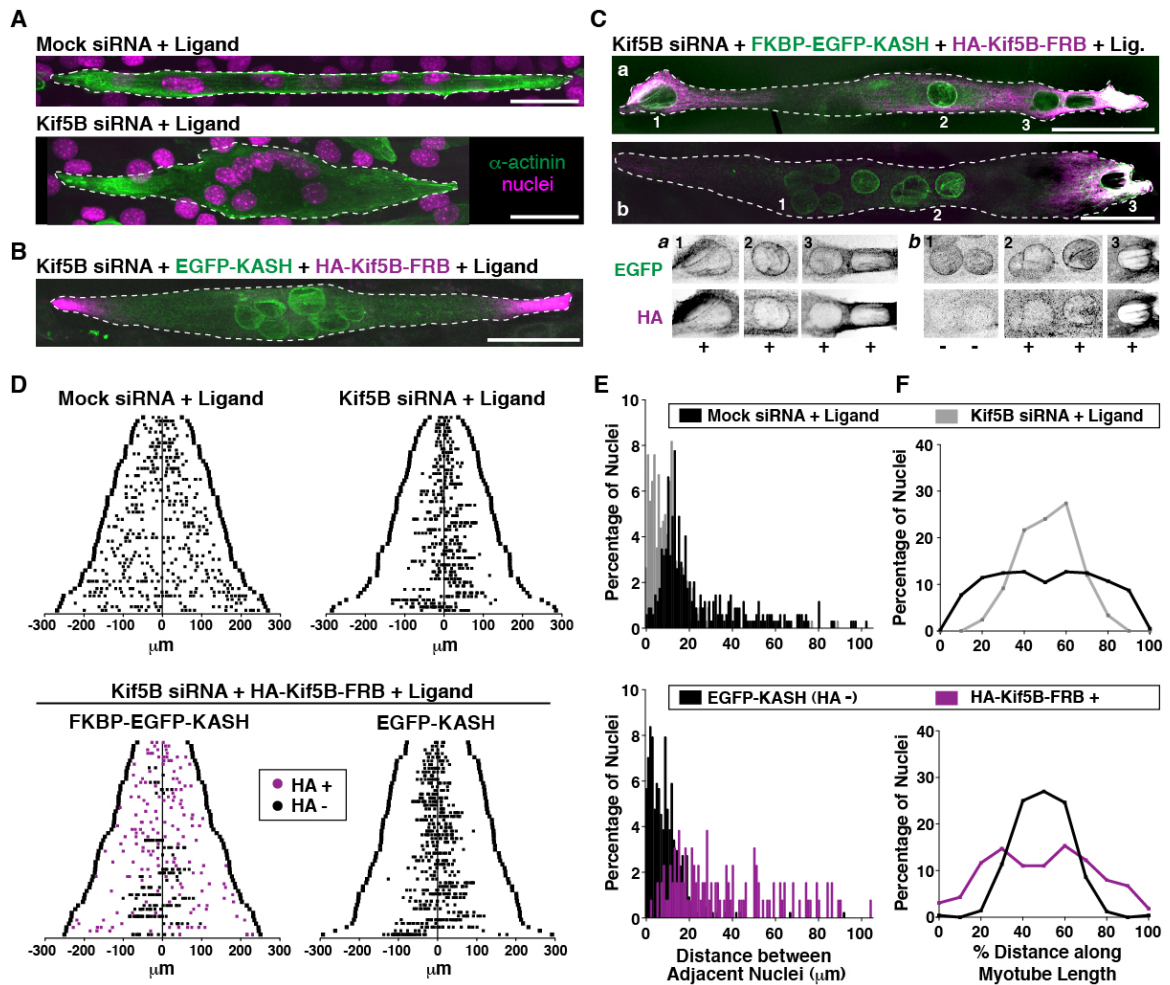 A
Mock siRNA + Ligand
Kif5B siRNA + Ligand
α-actinin
nuclei
B
Kif5B siRNA + EGFP-KASH + HA-Kif5B-FRB + Ligand
C
Kif5B siRNA + FKBP-EGFP-KASH + HA-Kif5B-FRB + Lig.
a
1 2 3
b
1 2 3
a 1 2 3 b 1 2 3
EGFP
HA
+ + + + - - + + +
D
Mock siRNA + Ligand Kif5B siRNA + Ligand
-300 -200 -100 0 100 200 300 -300 -200 -100 0 100 200 300
μm μm
Kif5B siRNA + HA-Kif5B-FRB + Ligand
FKBP-EGFP-KASH EGFP-KASH
HA +
HA -
-300 -200 -100 0 100 200 300 -300 -200 -100 0 100 200 300
μm μm
E F
Mock siRNA + Ligand Kif5B siRNA + Ligand
Percentage of Nuclei
10
8
6
4
2
0
0 20 40 60 80 100
Percentage of Nuclei
40
30
20
10
0
0 20 40 60 80 100
EGFP-KASH (HA -) HA-Kif5B-FRB +
Percentage of Nuclei
10
8
6
4
2
0
0 20 40 60 80 100
Distance between
Adjacent Nuclei (μm)
Percentage of Nuclei
40
30
20
10
0
0 20 40 60 80 100
% Distance along
Myotube Length